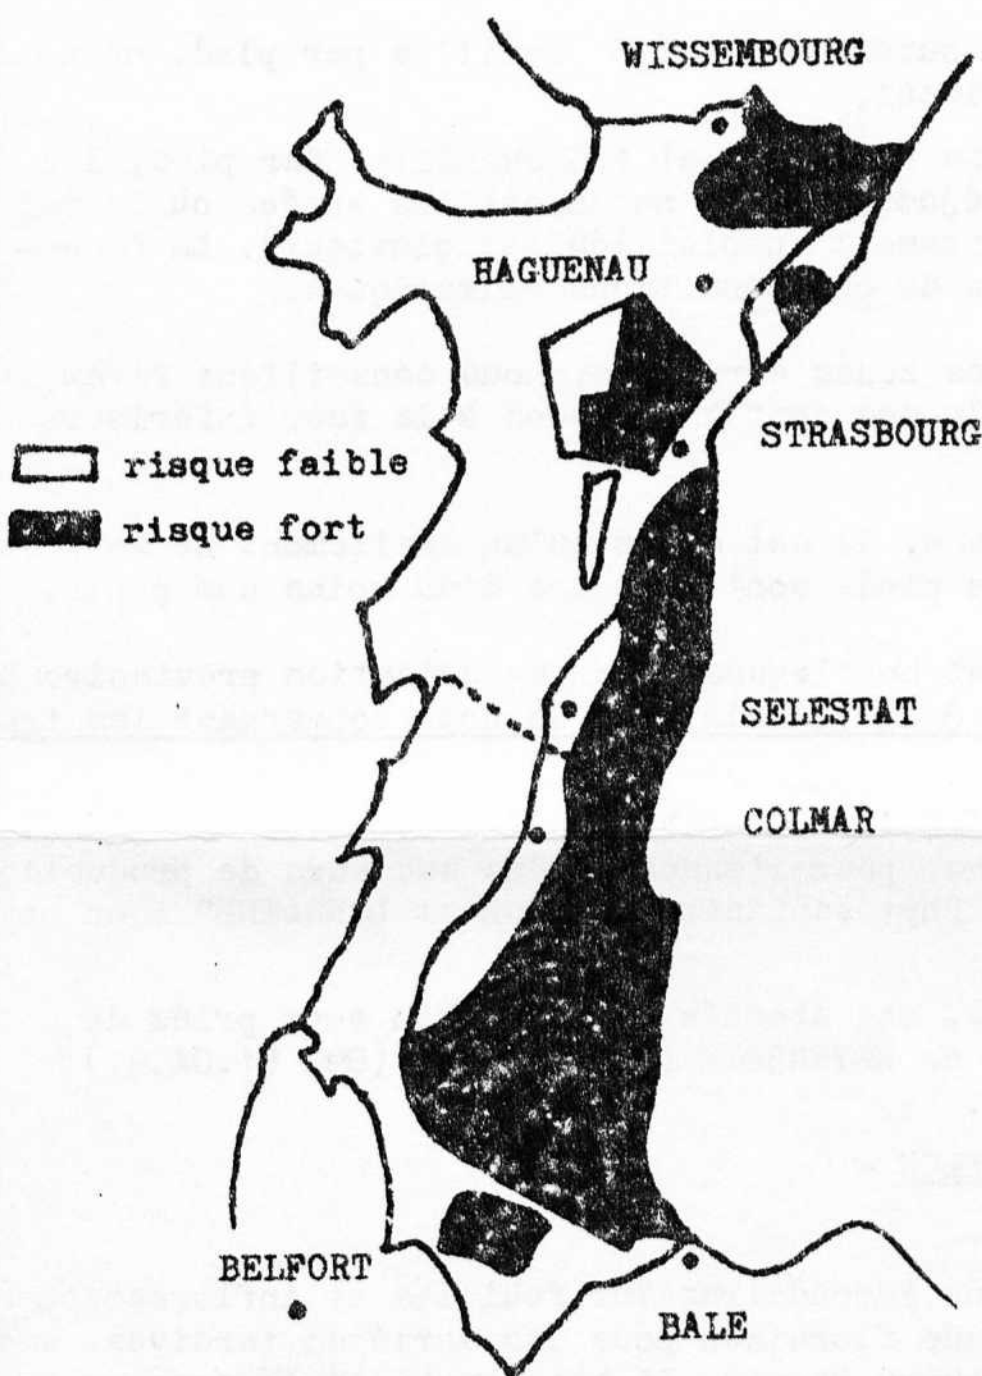 WISSEMBOURG
HAGUENAU
STRASBOURG
risque faible
risque fort
SELESTAT
COLMAR
BELFORT
BALE